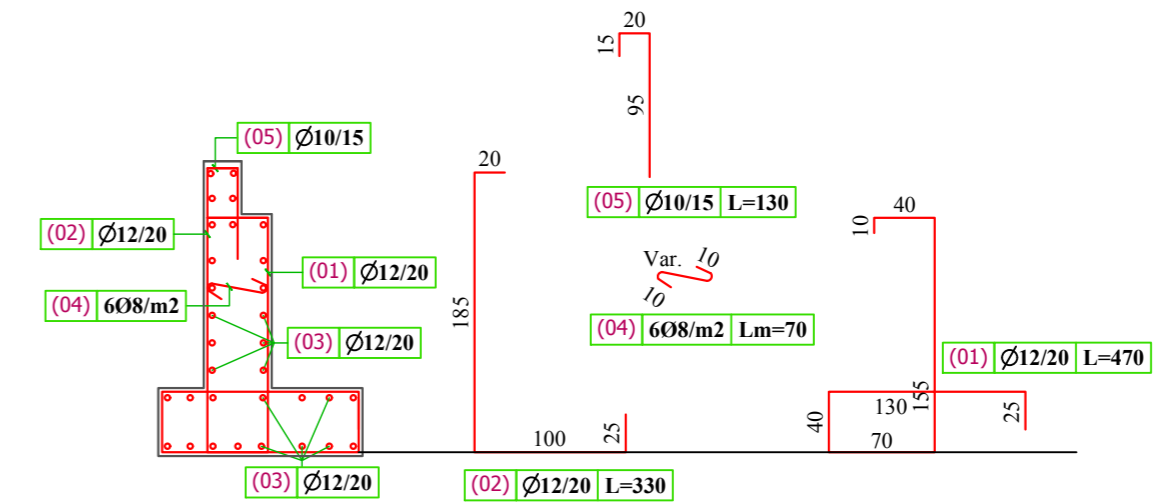 20
15
95
(05) Ø10/15
20
(05) Ø10/15 L=130
40
10
(02) Ø12/20
Var. 10
(01) Ø12/20
10
(04) 6Ø8/m2
185
(04) 6Ø8/m2 Lm=70
(03) Ø12/20
(01) Ø12/20 L=470
155
130
40
25
100
25
70
(03) Ø12/20
(02) Ø12/20 L=330